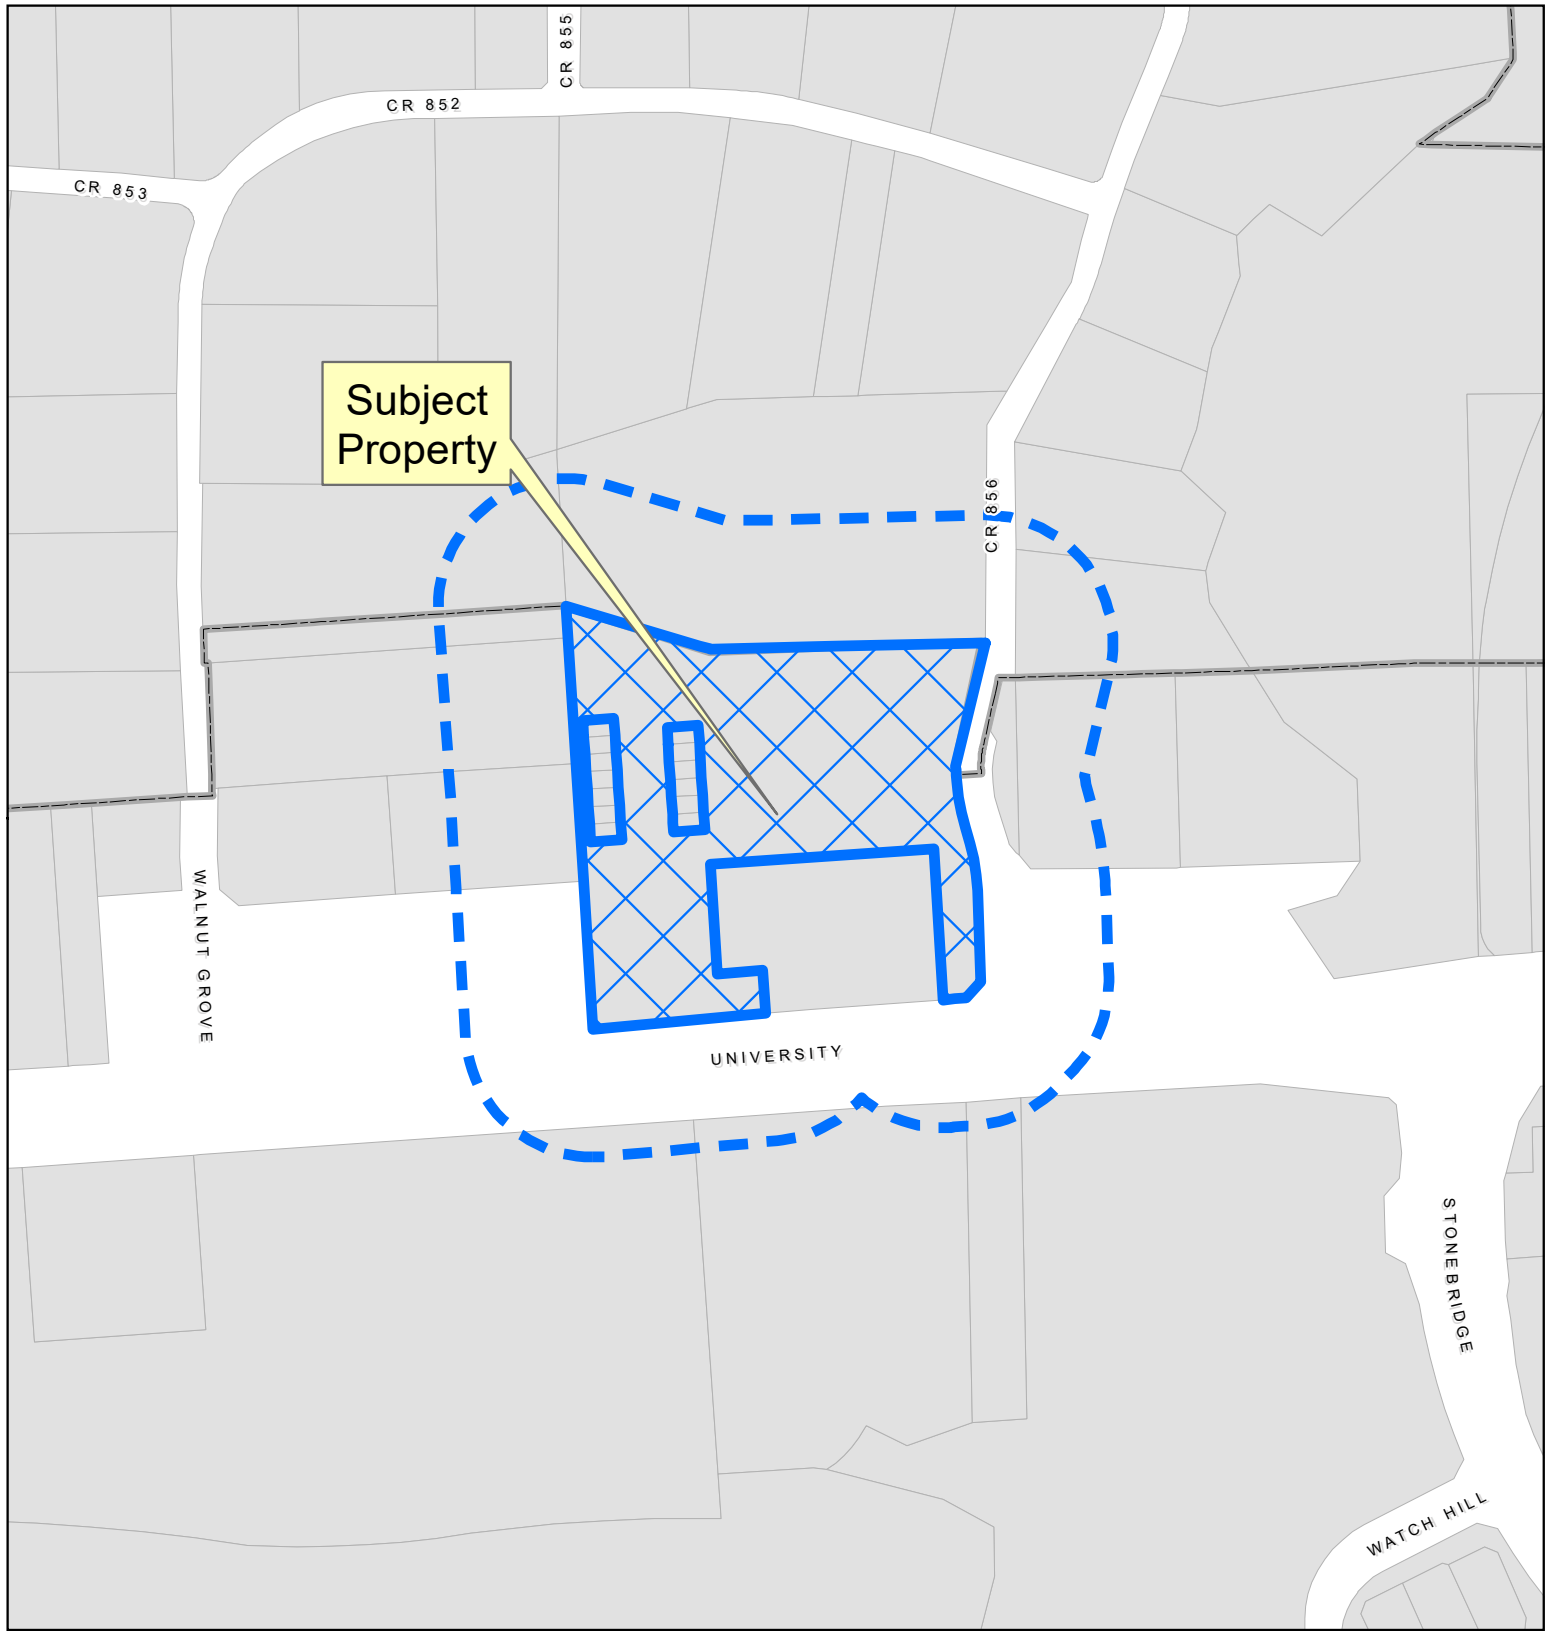 CR 855
CR 852
CR 853
Subject
Property
CR 856
WALNUT GROVE
UNIVERSITY
STONEBRIDGE
WATCH HILL